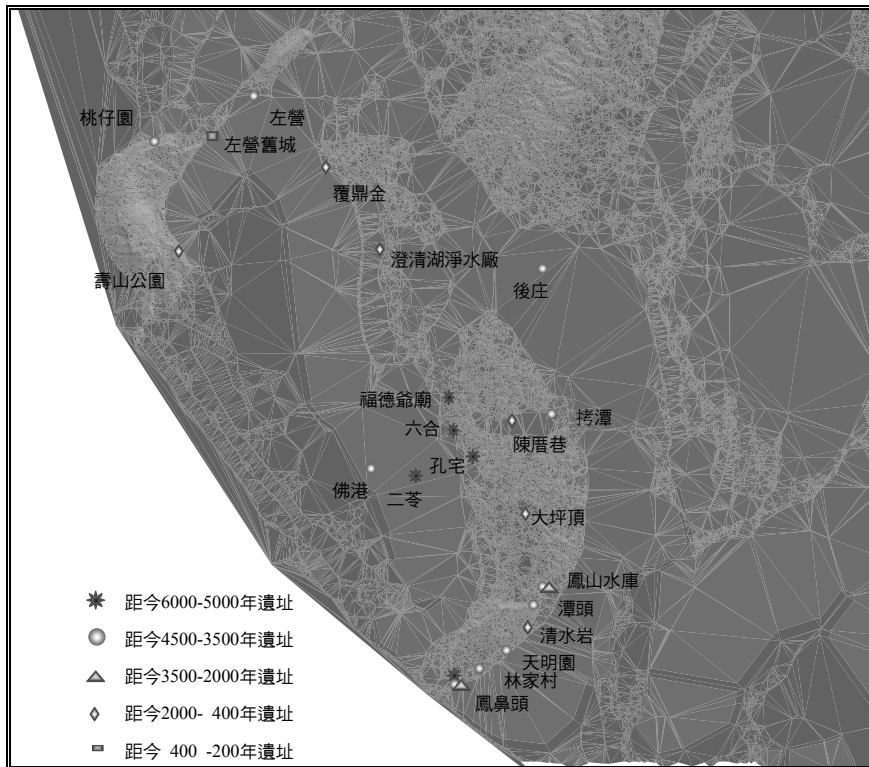 左營
桃仔園
左營舊城
覆鼎金
澄清湖淨水廠
壽山公園
後庄
福德爺廟
拷潭
六合
陳厝巷
孔宅
佛港
二苓
大坪頂
鳳山水庫
潭頭
清水岩
天明園
林家村
鳳鼻頭
距今6000-5000年遺址
距今4500-3500年遺址
距今3500-2000年遺址
距今2000- 400年遺址
距今 400 -200年遺址